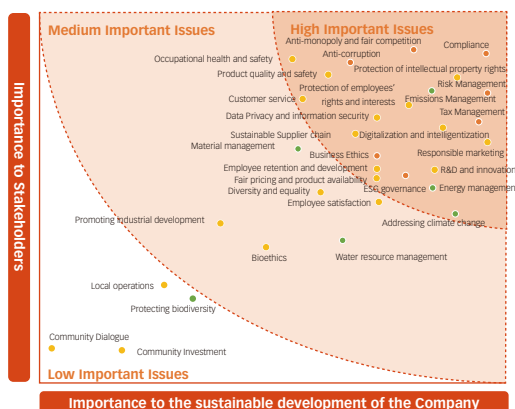 Medium Important Issues
High Important Issues
Anti-monopoly and fair competition
Compliance
Anti-corruption
Occupational health and safety
Protection of intellectual property rights
Product quality and safety
Risk Management
Protection of employees'
rights and interests
Customer service
Emissions Management
Tax Management
Data Privacy and information security
Sustainable Supplier chain
Digitalization and intelligentization
Material management
Responsible marketing
Business Ethics
Employee retention and development
R&D and innovation
Fair pricing and product availability
ESG governance
Energy management
Diversity and equality
Employee satisfaction
Promoting industrial development
Addressing climate change
Bioethics
Water resource management
Local operations
Protecting biodiversity
Community Dialogue
Community Investment
Low Important Issues
Importance to Stakeholders
Importance to the sustainable development of the Company